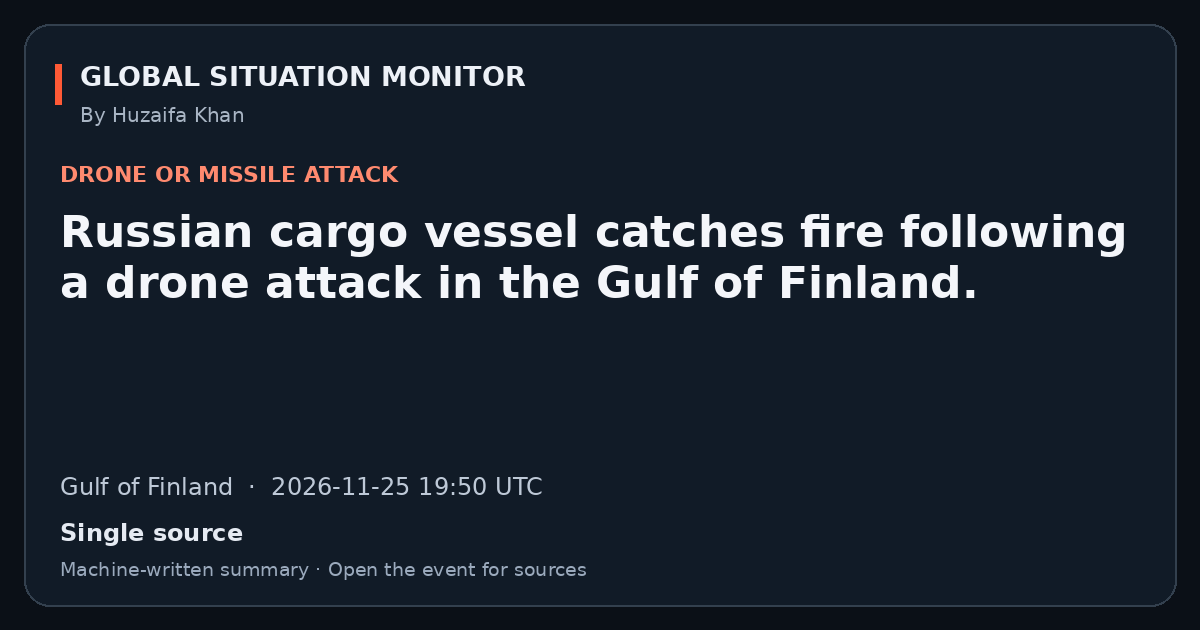 GLOBAL SITUATION MONITOR
By Huzaifa Khan
DRONE OR MISSILE ATTACK
Russian cargo vessel catches fire following
a drone attack in the Gulf of Finland.
Gulf of Finland · 2026-11-25 19:50 UTC
Single source
Machine-written summary · Open the event for sources